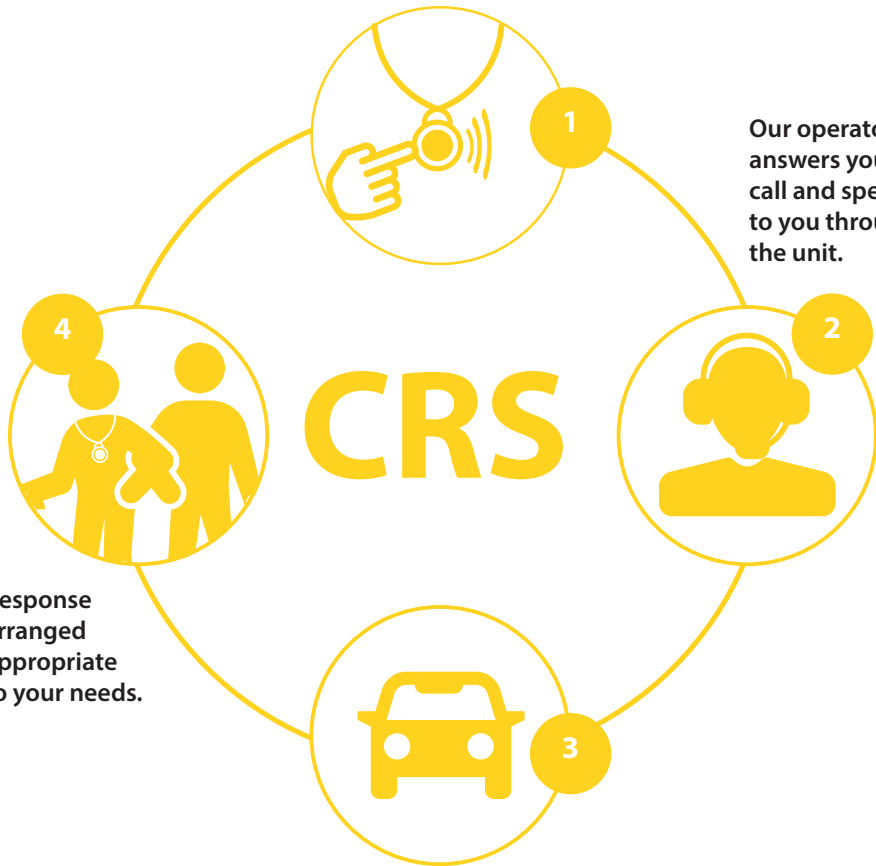 1
Our operato
answers you
call and spe
to you throu
the unit.
4
2
CRS
esponse
rranged
ppropriate
o your needs.
3